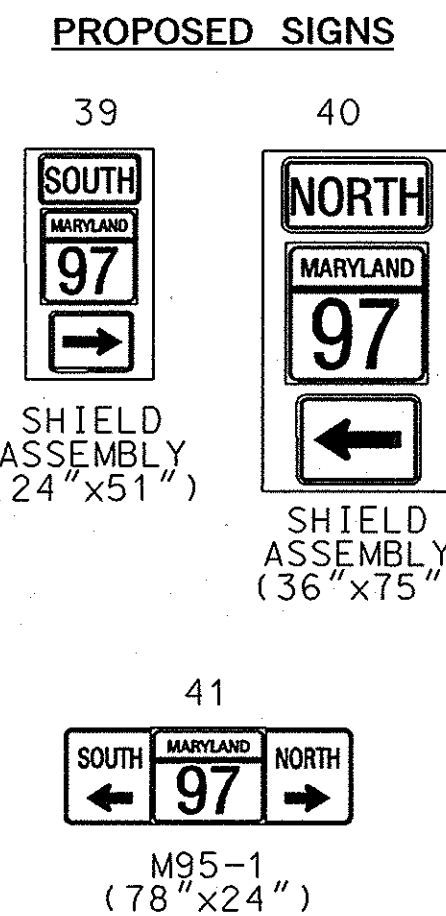 PROPOSED SIGNS
39
SOUTH
MARYLAND
97
SHIELD
ASSEMBLY
24"x51")
40
NORTH
MARYLAND
97
SHIELD
ASSEMBLY
(36"x75"
41
SOUTH MARYLAND NORTH
97
M95-1
(78"x24")